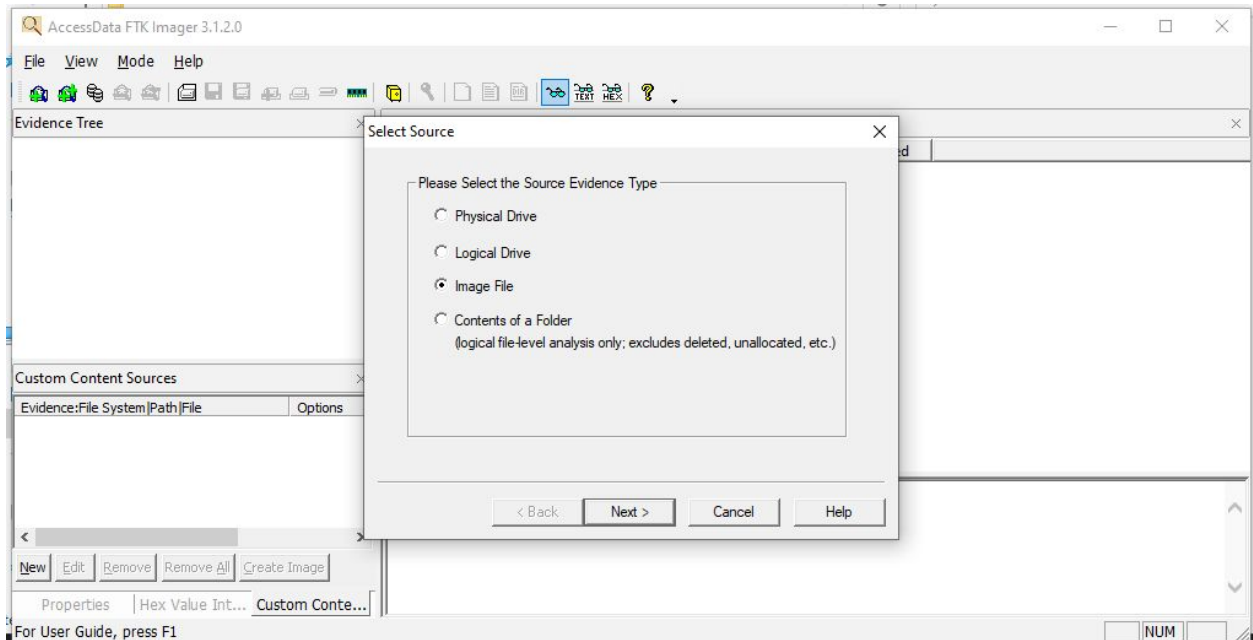 AccessData FTK Imager 3.1.2.0
File View Mode Help
TEXT HEX
Evidence Tree
Select Source
ed
Please Select the Source Evidence Type
Physical Drive
Logical Drive
Image File
Contents of a Folder
(logical file-level analysis only; excludes deleted, unallocated, etc.)
Custom Content Sources
Evidence:File System|Path|File Options
< Back Next > Cancel Help
New Edit Remove Remove All Create Image
Properties Hex Value Int... Custom Conte...
For User Guide, press F1 NUM